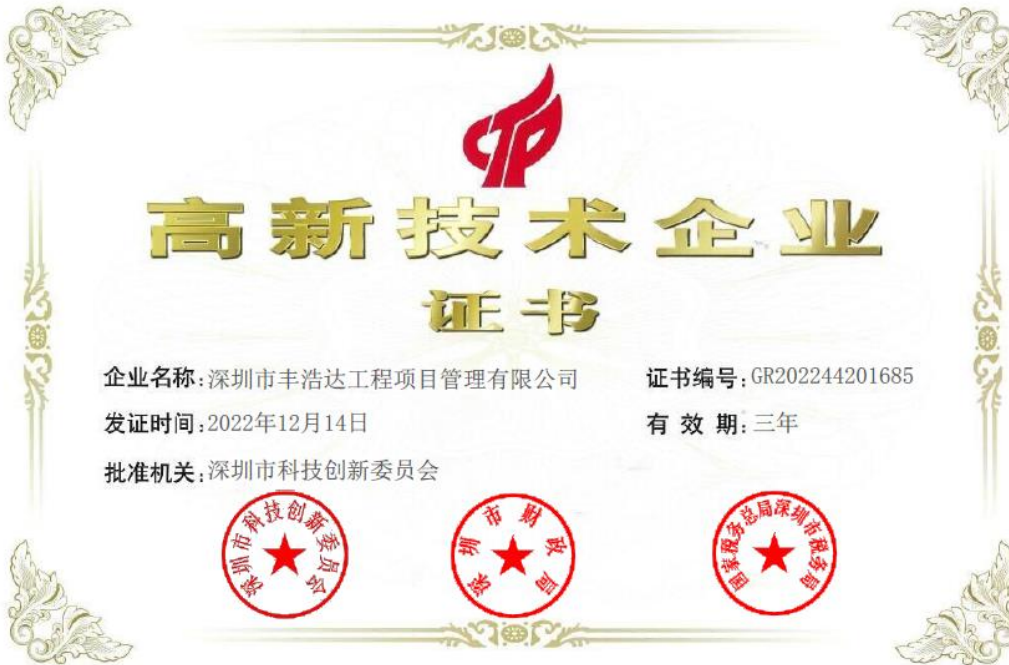 高新技术企业
证书
企业名称:深圳市丰浩达工程项目管理有限公司
证书编号:GR202244201685
发证时间:2022年12月14日
有效期:三年
批准机关:深圳市科技创新委员会
深圳市科技创新委员会
深圳市财政局
国家税务总局深圳市税务局